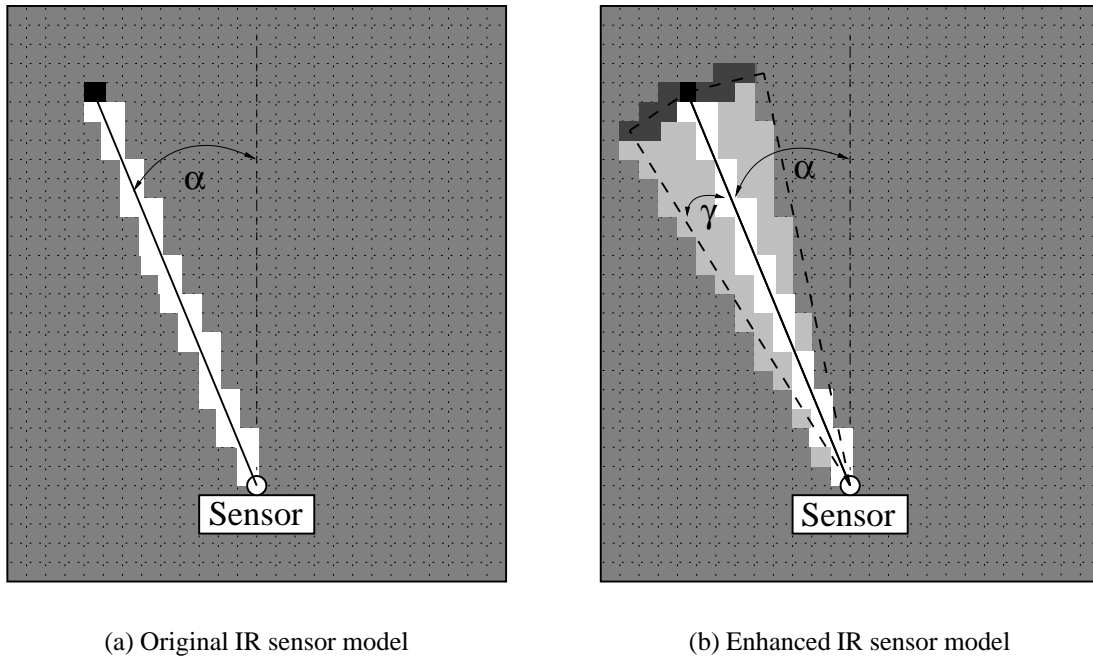 α
Sensor
α
γ
Sensor
(a) Original IR sensor model
(b) Enhanced IR sensor model